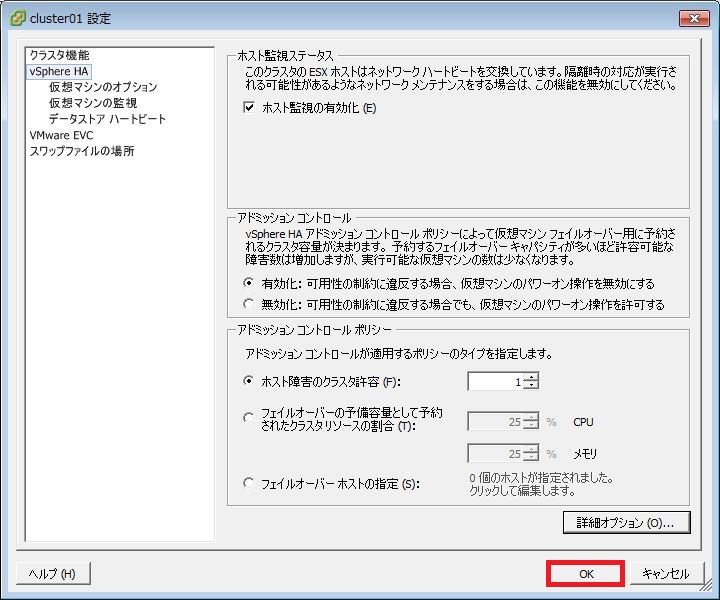 cluster01 設定
クラスタ機能
vSphere HA
仮想マシンのオプション
仮想マシンの監視
データストア ハートビート
VMware EVC
スワップファイルの場所
ホスト監視ステータス
このクラスタの ESX ホストはネットワーク ハートビートを交換しています。隔離時の対応が実行さ
れる可能性があるようなネットワーク メンテナンスをする場合は、この機能を無効にしてください。
ホスト監視の有効化 (E)
アドミッション コントロール
vSphere HA アドミッション コントロール ポリシーによって仮想マシン フェイルオーバー用に予約さ
れるクラスタ容量が決まります。予約するフェイルオーバー キャパシティが多いほど許容可能な
障害数は増加しますが、実行可能な仮想マシンの数は少なくなります。
有効化: 可用性の制約に違反する場合、仮想マシンのパワーオン操作を無効にする
無効化: 可用性の制約に違反する場合でも、仮想マシンのパワーオン操作を許可する
アドミッション コントロール ポリシー
アドミッション コントロールが適用するポリシーのタイプを指定します。
ホスト障害のクラスタ許容 (F): 1
フェイルオーバーの予備容量として予約
されたクラスタリソースの割合 (T): 25 % CPU
25 % メモリ
フェイルオーバー ホストの指定 (S): 0 個のホストが指定されました。
クリックして編集します。
詳細オプション (O)...
ヘルプ (H) OK キャンセル